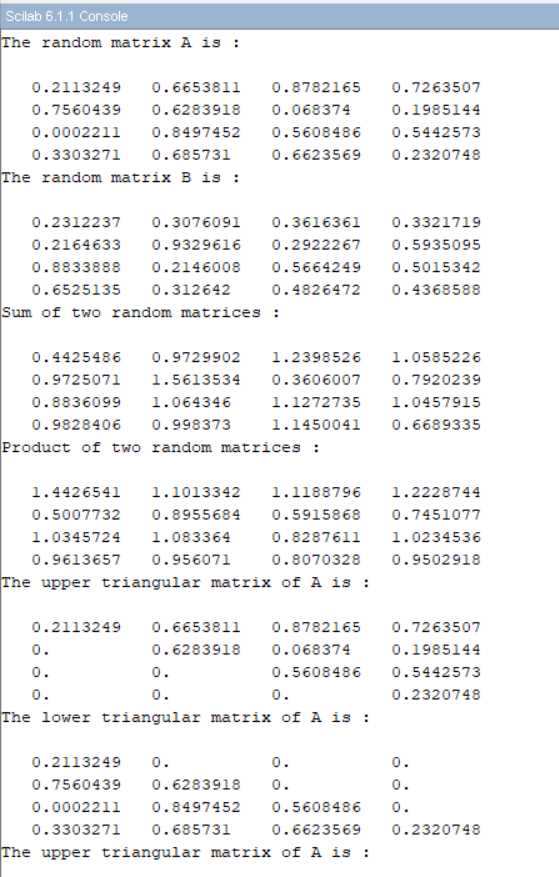 Scilab 6.1.1 Console
The random matrix A is :
0.2113249 0.6653811 0.8782165 0.7263507
0.7560439 0.6283918 0.068374 0.1985144
0.0002211 0.8497452 0.5608486 0.5442573
0.3303271 0.685731 0.6623569 0.2320748
The random matrix B is :
0.2312237 0.3076091 0.3616361 0.3321719
0.2164633 0.9329616 0.2922267 0.5935095
0.8833888 0.2146008 0.5664249 0.5015342
0.6525135 0.312642 0.4826472 0.4368588
Sum of two random matrices :
0.4425486 0.9729902 1.2398526 1.0585226
0.9725071 1.5613534 0.3606007 0.7920239
0.8836099 1.064346 1.1272735 1.0457915
0.9828406 0.998373 1.1450041 0.6689335
Product of two random matrices :
1.4426541 1.1013342 1.1188796 1.2228744
0.5007732 0.8955684 0.5915868 0.7451077
1.0345724 1.083364 0.8287611 1.0234536
0.9613657 0.956071 0.8070328 0.9502918
The upper triangular matrix of A is :
0.2113249 0.6653811 0.8782165 0.7263507
0. 0.6283918 0.068374 0.1985144
0. 0. 0.5608486 0.5442573
0. 0. 0. 0.2320748
The lower triangular matrix of A is :
0.2113249 0. 0. 0.
0.7560439 0.6283918 0. 0.
0.0002211 0.8497452 0.5608486 0.
0.3303271 0.685731 0.6623569 0.2320748
The upper triangular matrix of A is :